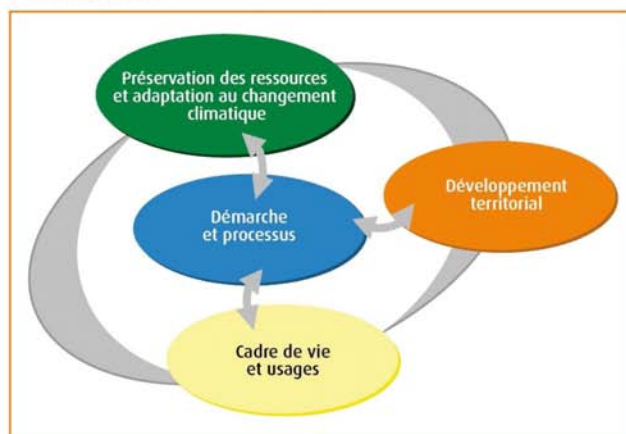 Préservation des ressources
et adaptation au changement
climatique
Développement
territorial
Démarche
et processus
Cadre de vie
et usages